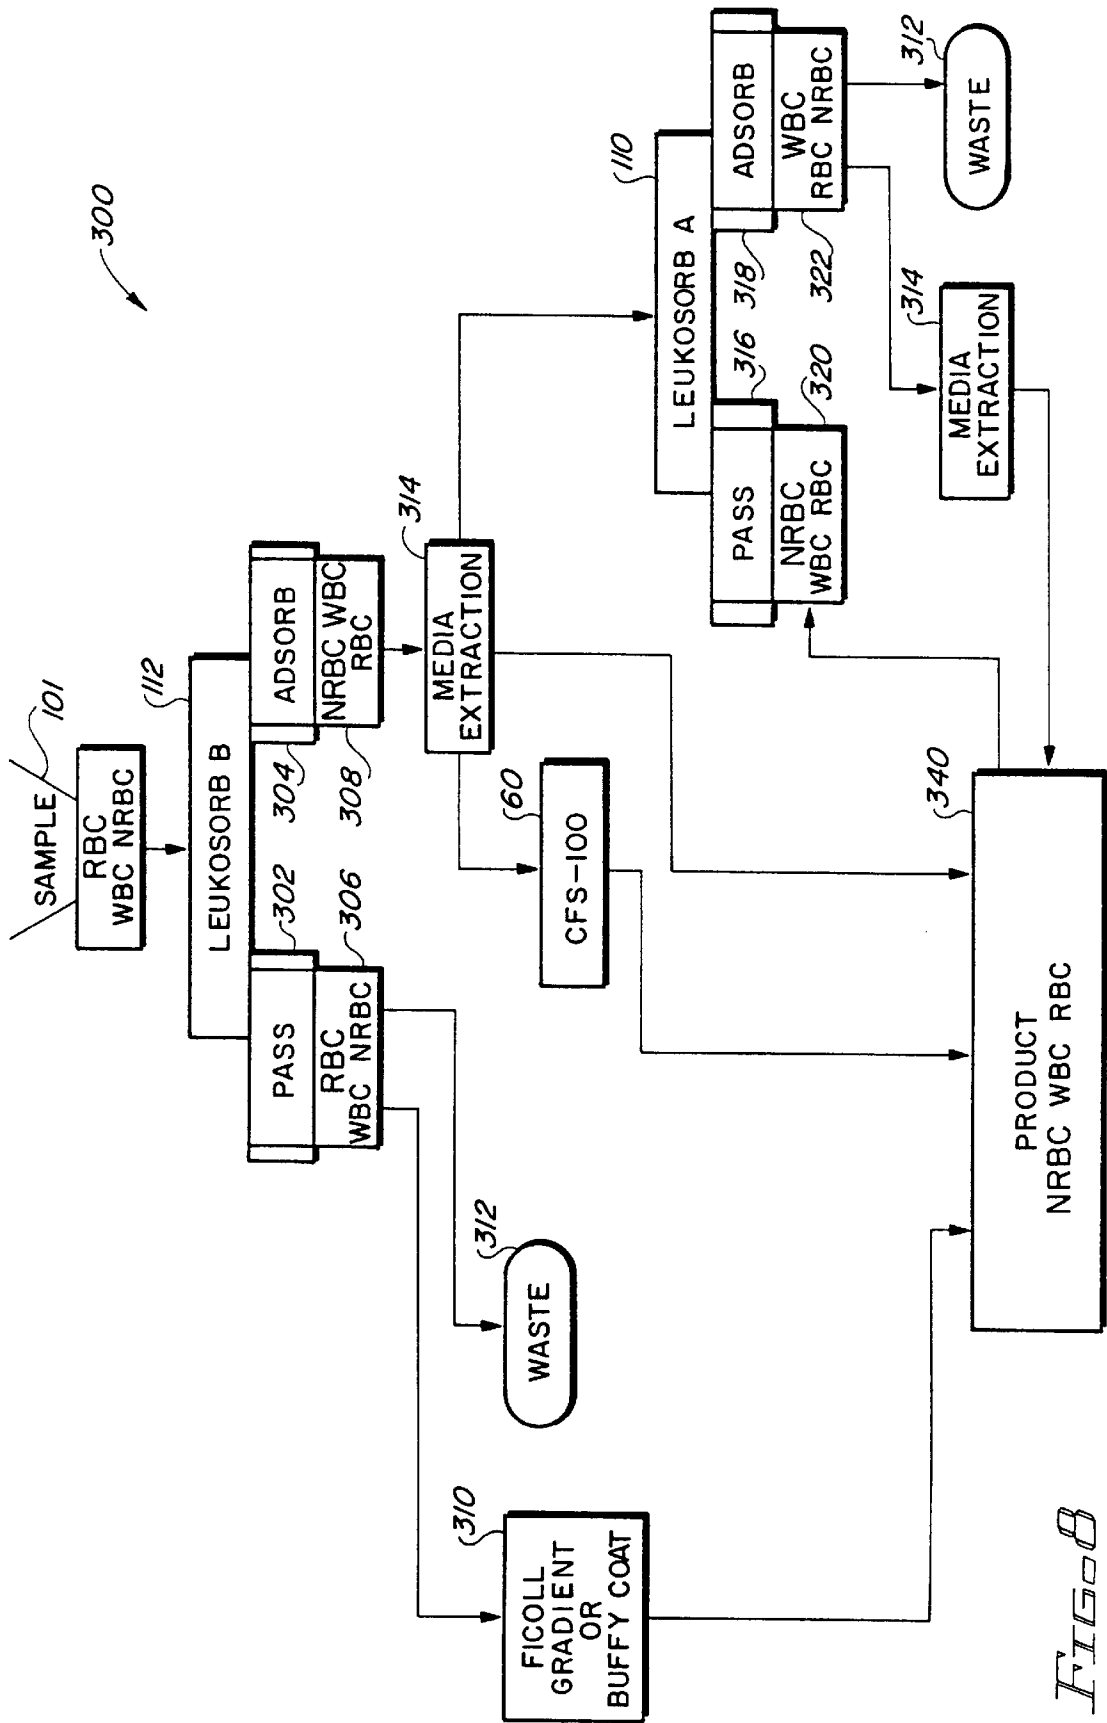 300
SAMPLE
101
RBC
WBC NRBC
112
LEUKOSORB B
PASS
302
304
ADSORB
RBC
WBC NRBC
306
308
NRBC WBC
RBC
314
MEDIA
EXTRACTION
110
LEUKOSORB A
PASS
316
318
ADSORB
NRBC
WBC RBC
320
322
WBC
RBC NRBC
312
WASTE
314
MEDIA
EXTRACTION
60
CFS-100
312
WASTE
310
FICOLL
GRADIENT
OR
BUFFY COAT
340
PRODUCT
NRBC WBC RBC
FIG-8